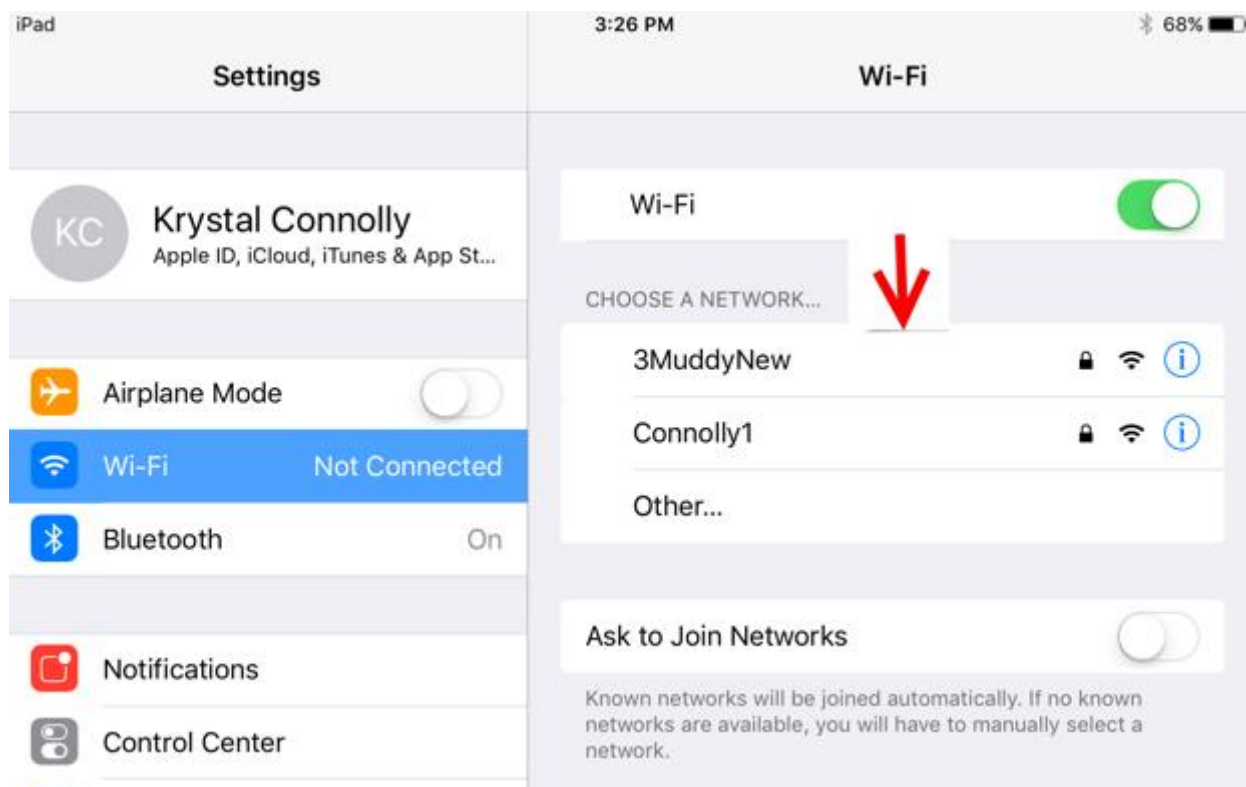 iPad
3:26 PM
68%
Settings
Wi-Fi
KC
Krystal Connolly
Apple ID, iCloud, iTunes & App St...
Airplane Mode
Wi-Fi Not Connected
Bluetooth On
Notifications
Control Center
Wi-Fi
CHOOSE A NETWORK...
3MuddyNew
Connolly1
Other...
Ask to Join Networks
Known networks will be joined automatically. If no known
networks are available, you will have to manually select a
network.